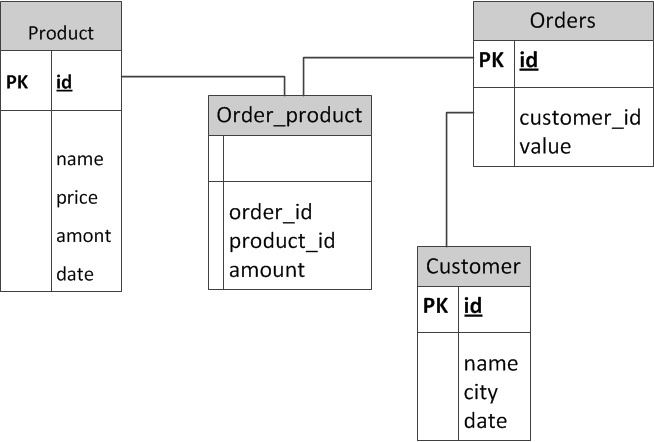 Product
PK id
name
price
amont
date
Order_product
order_id
product_id
amount
Orders
PK id
customer_id
value
Customer
PK id
name
city
date